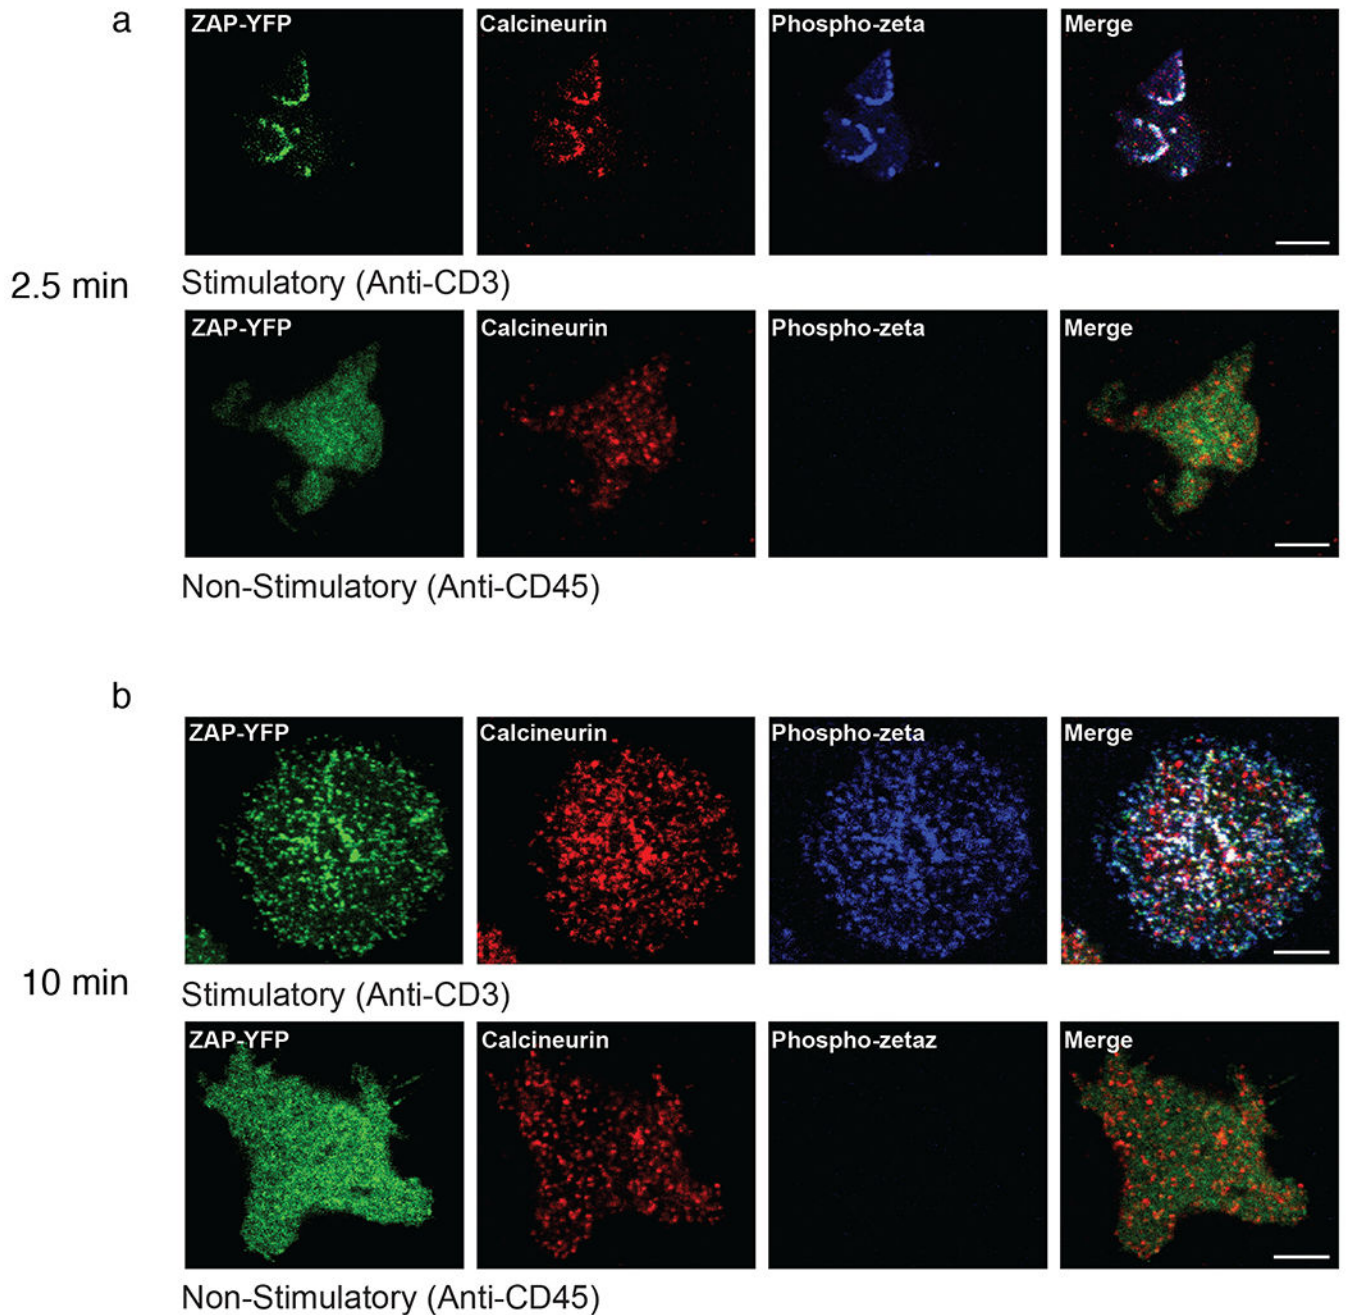 a
ZAP-YFP Calcineurin Phospho-zeta Merge
2.5 min
Stimulatory (Anti-CD3)
ZAP-YFP Calcineurin Phospho-zeta Merge
Non-Stimulatory (Anti-CD45)
b
ZAP-YFP Calcineurin Phospho-zeta Merge
10 min
Stimulatory (Anti-CD3)
ZAP-YFP Calcineurin Phospho-zetaz Merge
Non-Stimulatory (Anti-CD45)